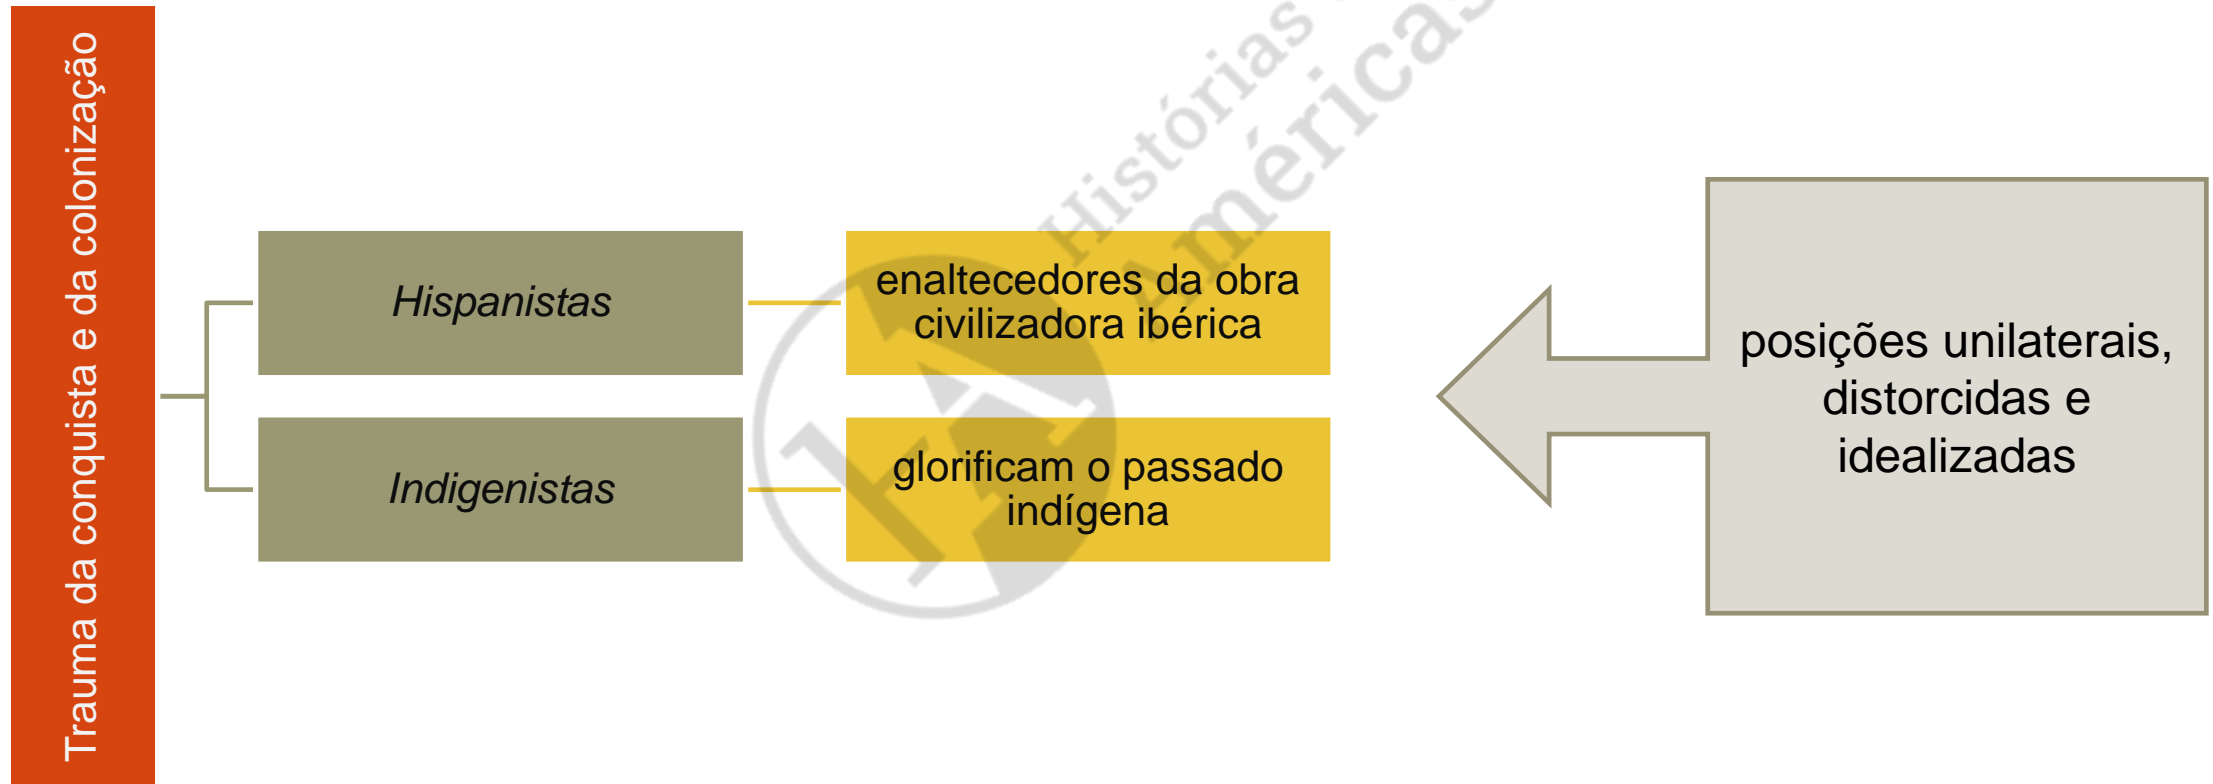 Trauma da conquista e da colonização
Histórias
Américas
Hispanistas
enaltecedores da obra
civilizadora ibérica
Indigenistas
glorificam o passado
indígena
posições unilaterais,
distorcidas e
idealizadas